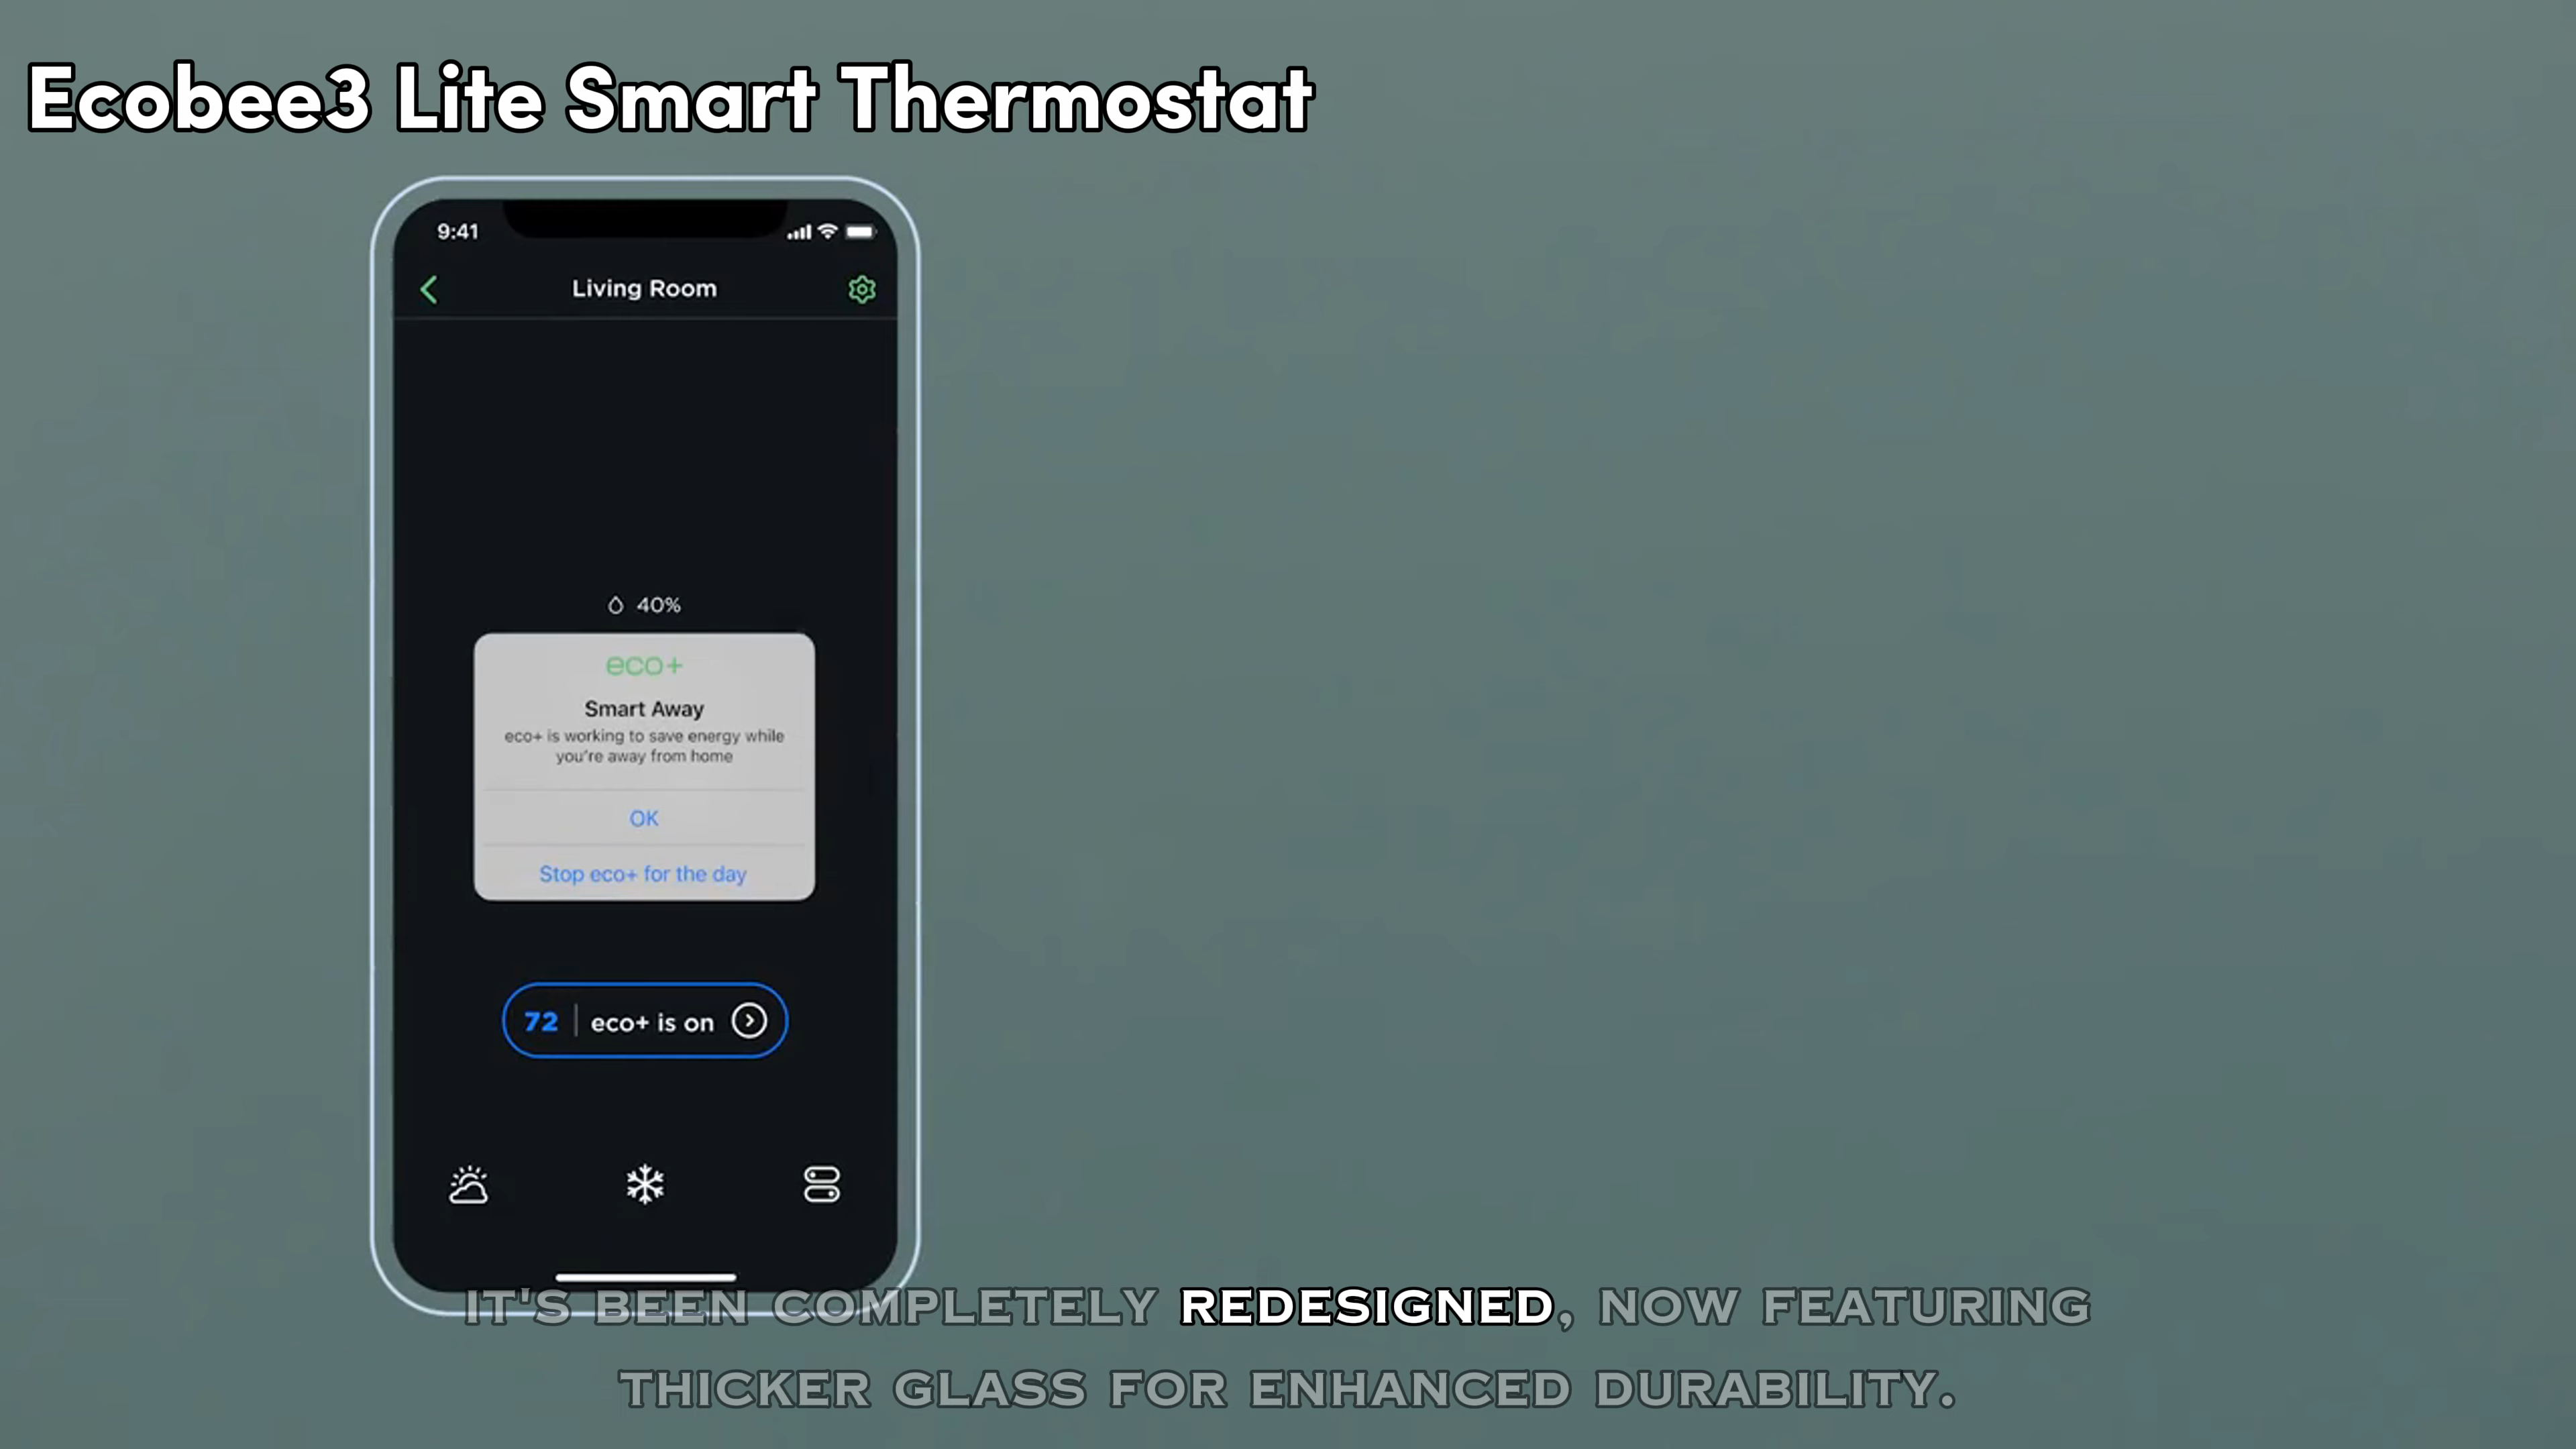 Ecobee3 Lite Smart Thermostat
9:41
Living Room
40%
eco+
Smart Away
eco+ is working to save energy while
you're away from home
OK
Stop eco+ for the day
72 | eco+ is on
IT'S BEEN COMPLETELY REDESIGNED, NOW FEATURING
THICKER GLASS FOR ENHANCED DURABILITY.